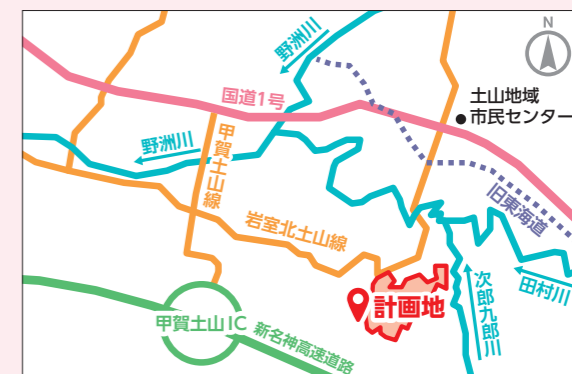 N
野洲川
国道1号
土山地域
市民センター
野洲川
甲賀土山線
旧東海道
岩室北土山線
田村川
次郎九郎川
計画地
甲賀土山IC
新名神高速道路